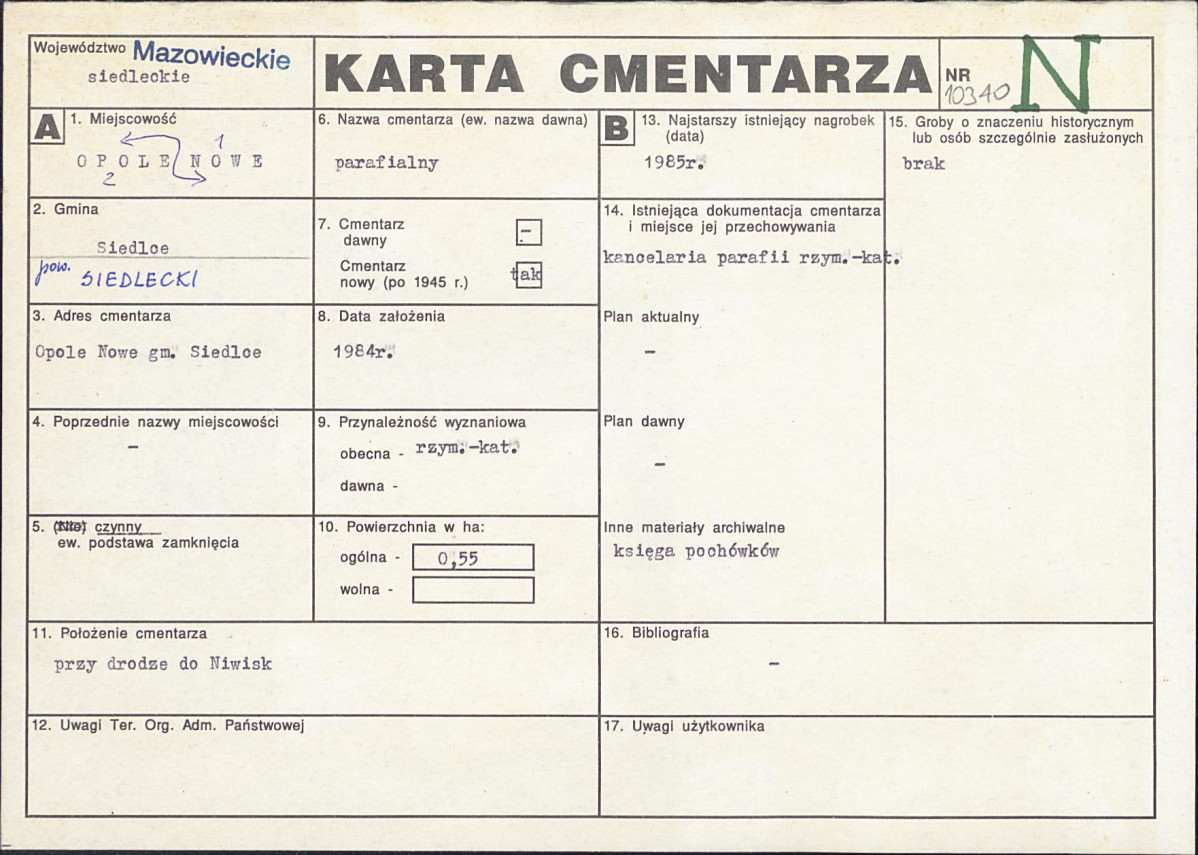 Województwo Mazowieckie
siedleckie
KARTA CMENTARZA
NR
10340
N
A
1. Miejscowość
1
OPOLE NOWE
2
2. Gmina
Siedlce
pow. SIEDLECKI
3. Adres cmentarza
Opole Nowe gm. Siedlce
4. Poprzednie nazwy miejscowości
-
5. (Nie) czynny
ew. podstawa zamknięcia
6. Nazwa cmentarza (ew. nazwa dawna)
parafialny
7. Cmentarz
dawny
-
Cmentarz
nowy (po 1945 r.)
tak
8. Data założenia
1984r.
9. Przynależność wyznaniowa
obecna - rzym.-kat.
dawna -
10. Powierzchnia w ha:
ogólna - 0,55
wolna -
11. Położenie cmentarza
przy drodze do Niwisk
12. Uwagi Ter. Org. Adm. Państwowej
B
13. Najstarszy istniejący nagrobek
(data)
1985r.
14. Istniejąca dokumentacja cmentarza
i miejsce jej przechowywania
kancelaria parafii rzym.-kat.
Plan aktualny
-
Plan dawny
-
Inne materiały archiwalne
księga pochówków
15. Groby o znaczeniu historycznym
lub osób szczególnie zasłużonych
brak
16. Bibliografia
-
17. Uwagi użytkownika